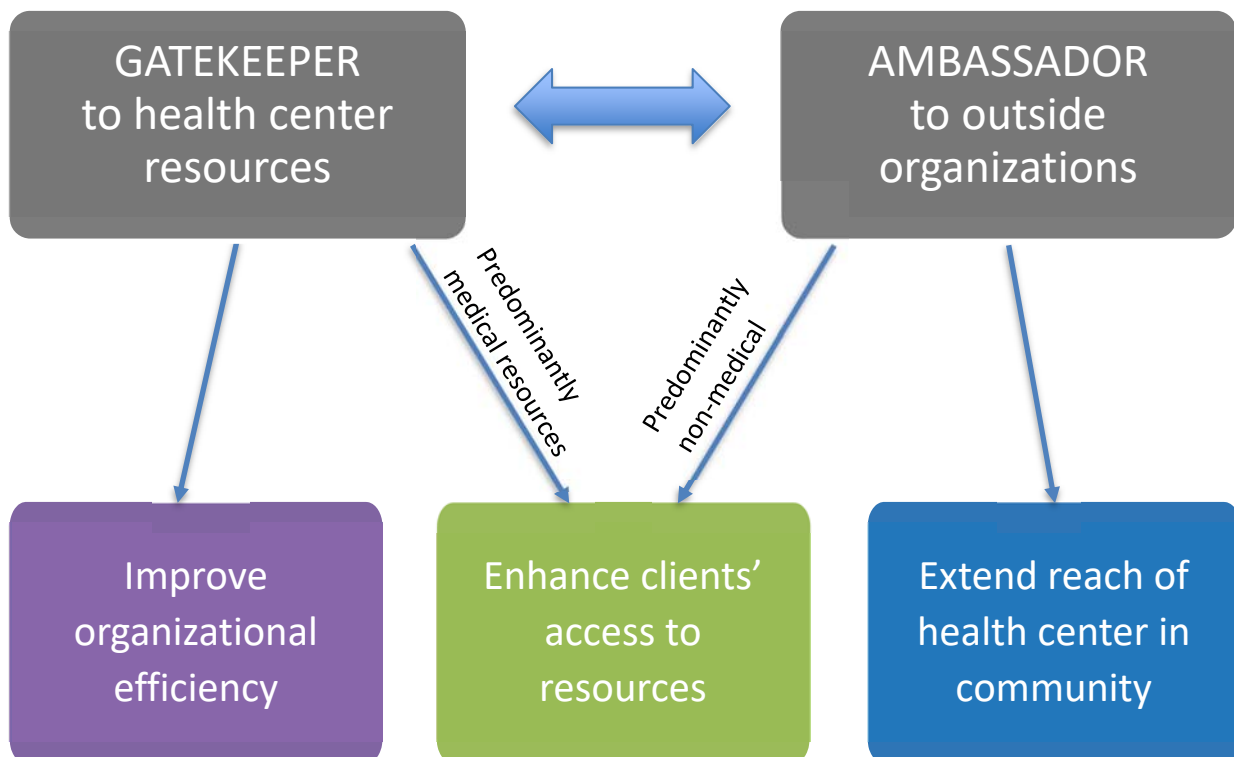 GATEKEEPER
to health center
resources
AMBASSADOR
to outside
organizations
Predominantly
medical resources
Predominantly
non-medical
Improve
organizational
efficiency
Enhance clients’
access to
resources
Extend reach of
health center in
community